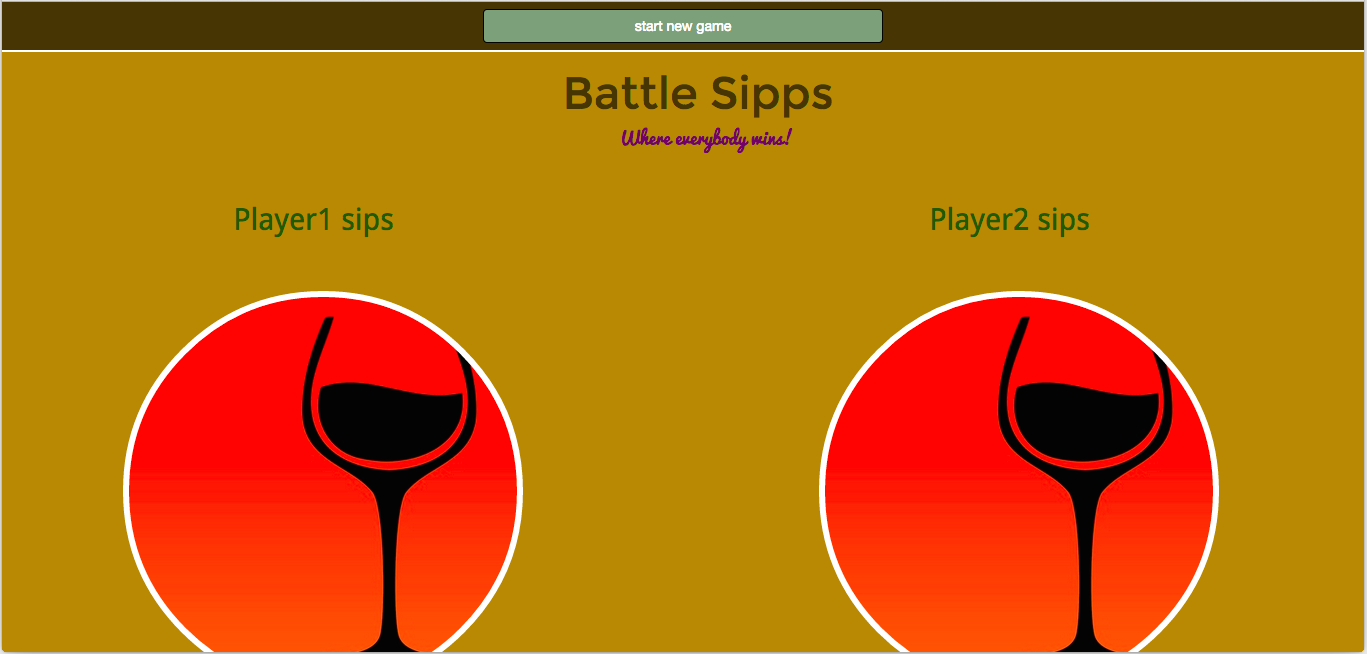 start new game
Battle Sipps
Where everybody wins!
Player1 sips
Player2 sips